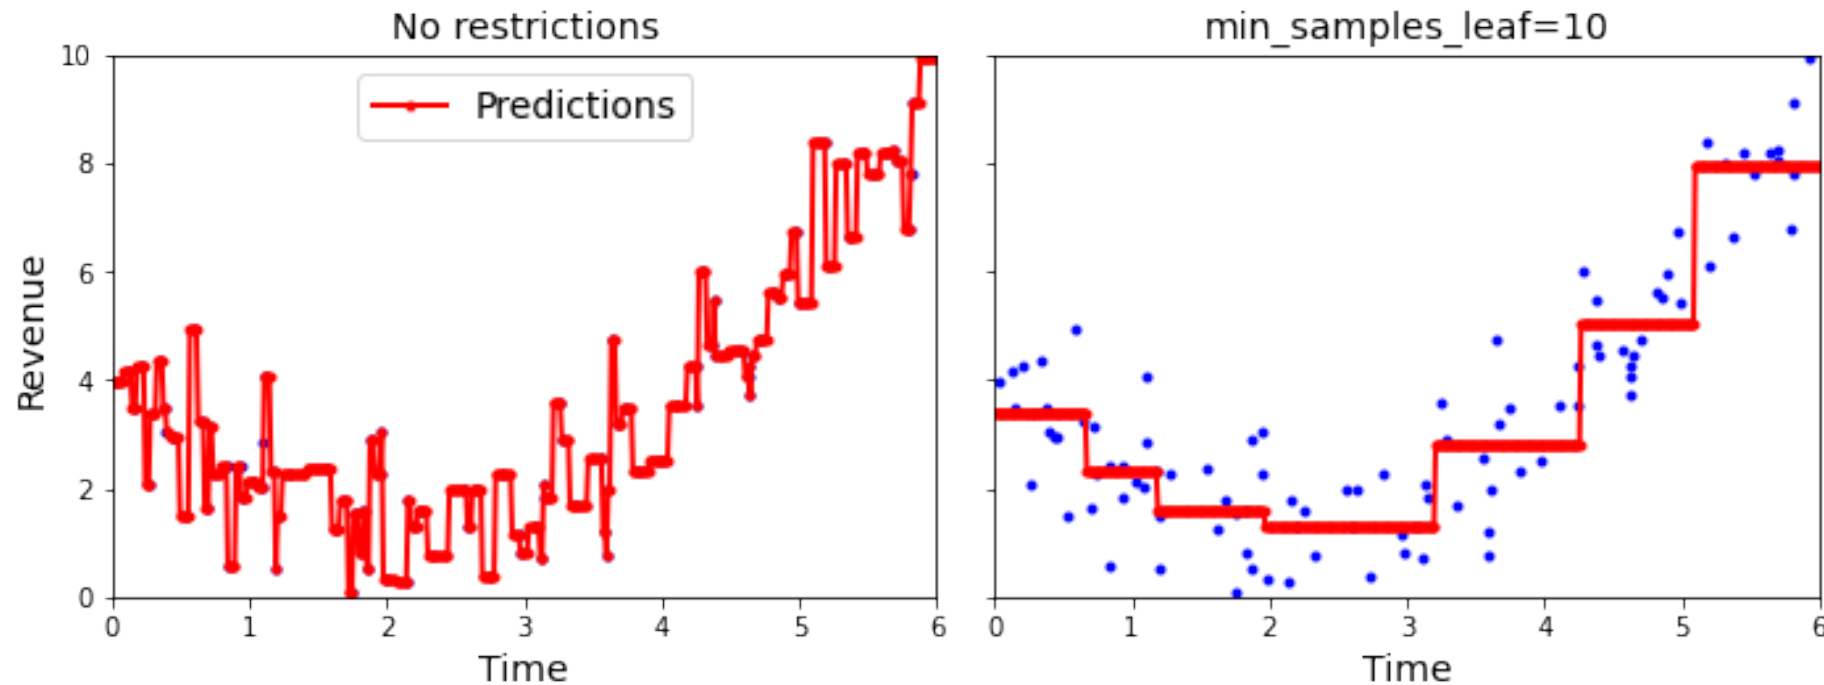 No restrictions
min_samples_leaf=10
Predictions
Revenue
10
8
6
4
2
0
0 1 2 3 4 5 6
0 1 2 3 4 5 6
Time
Time